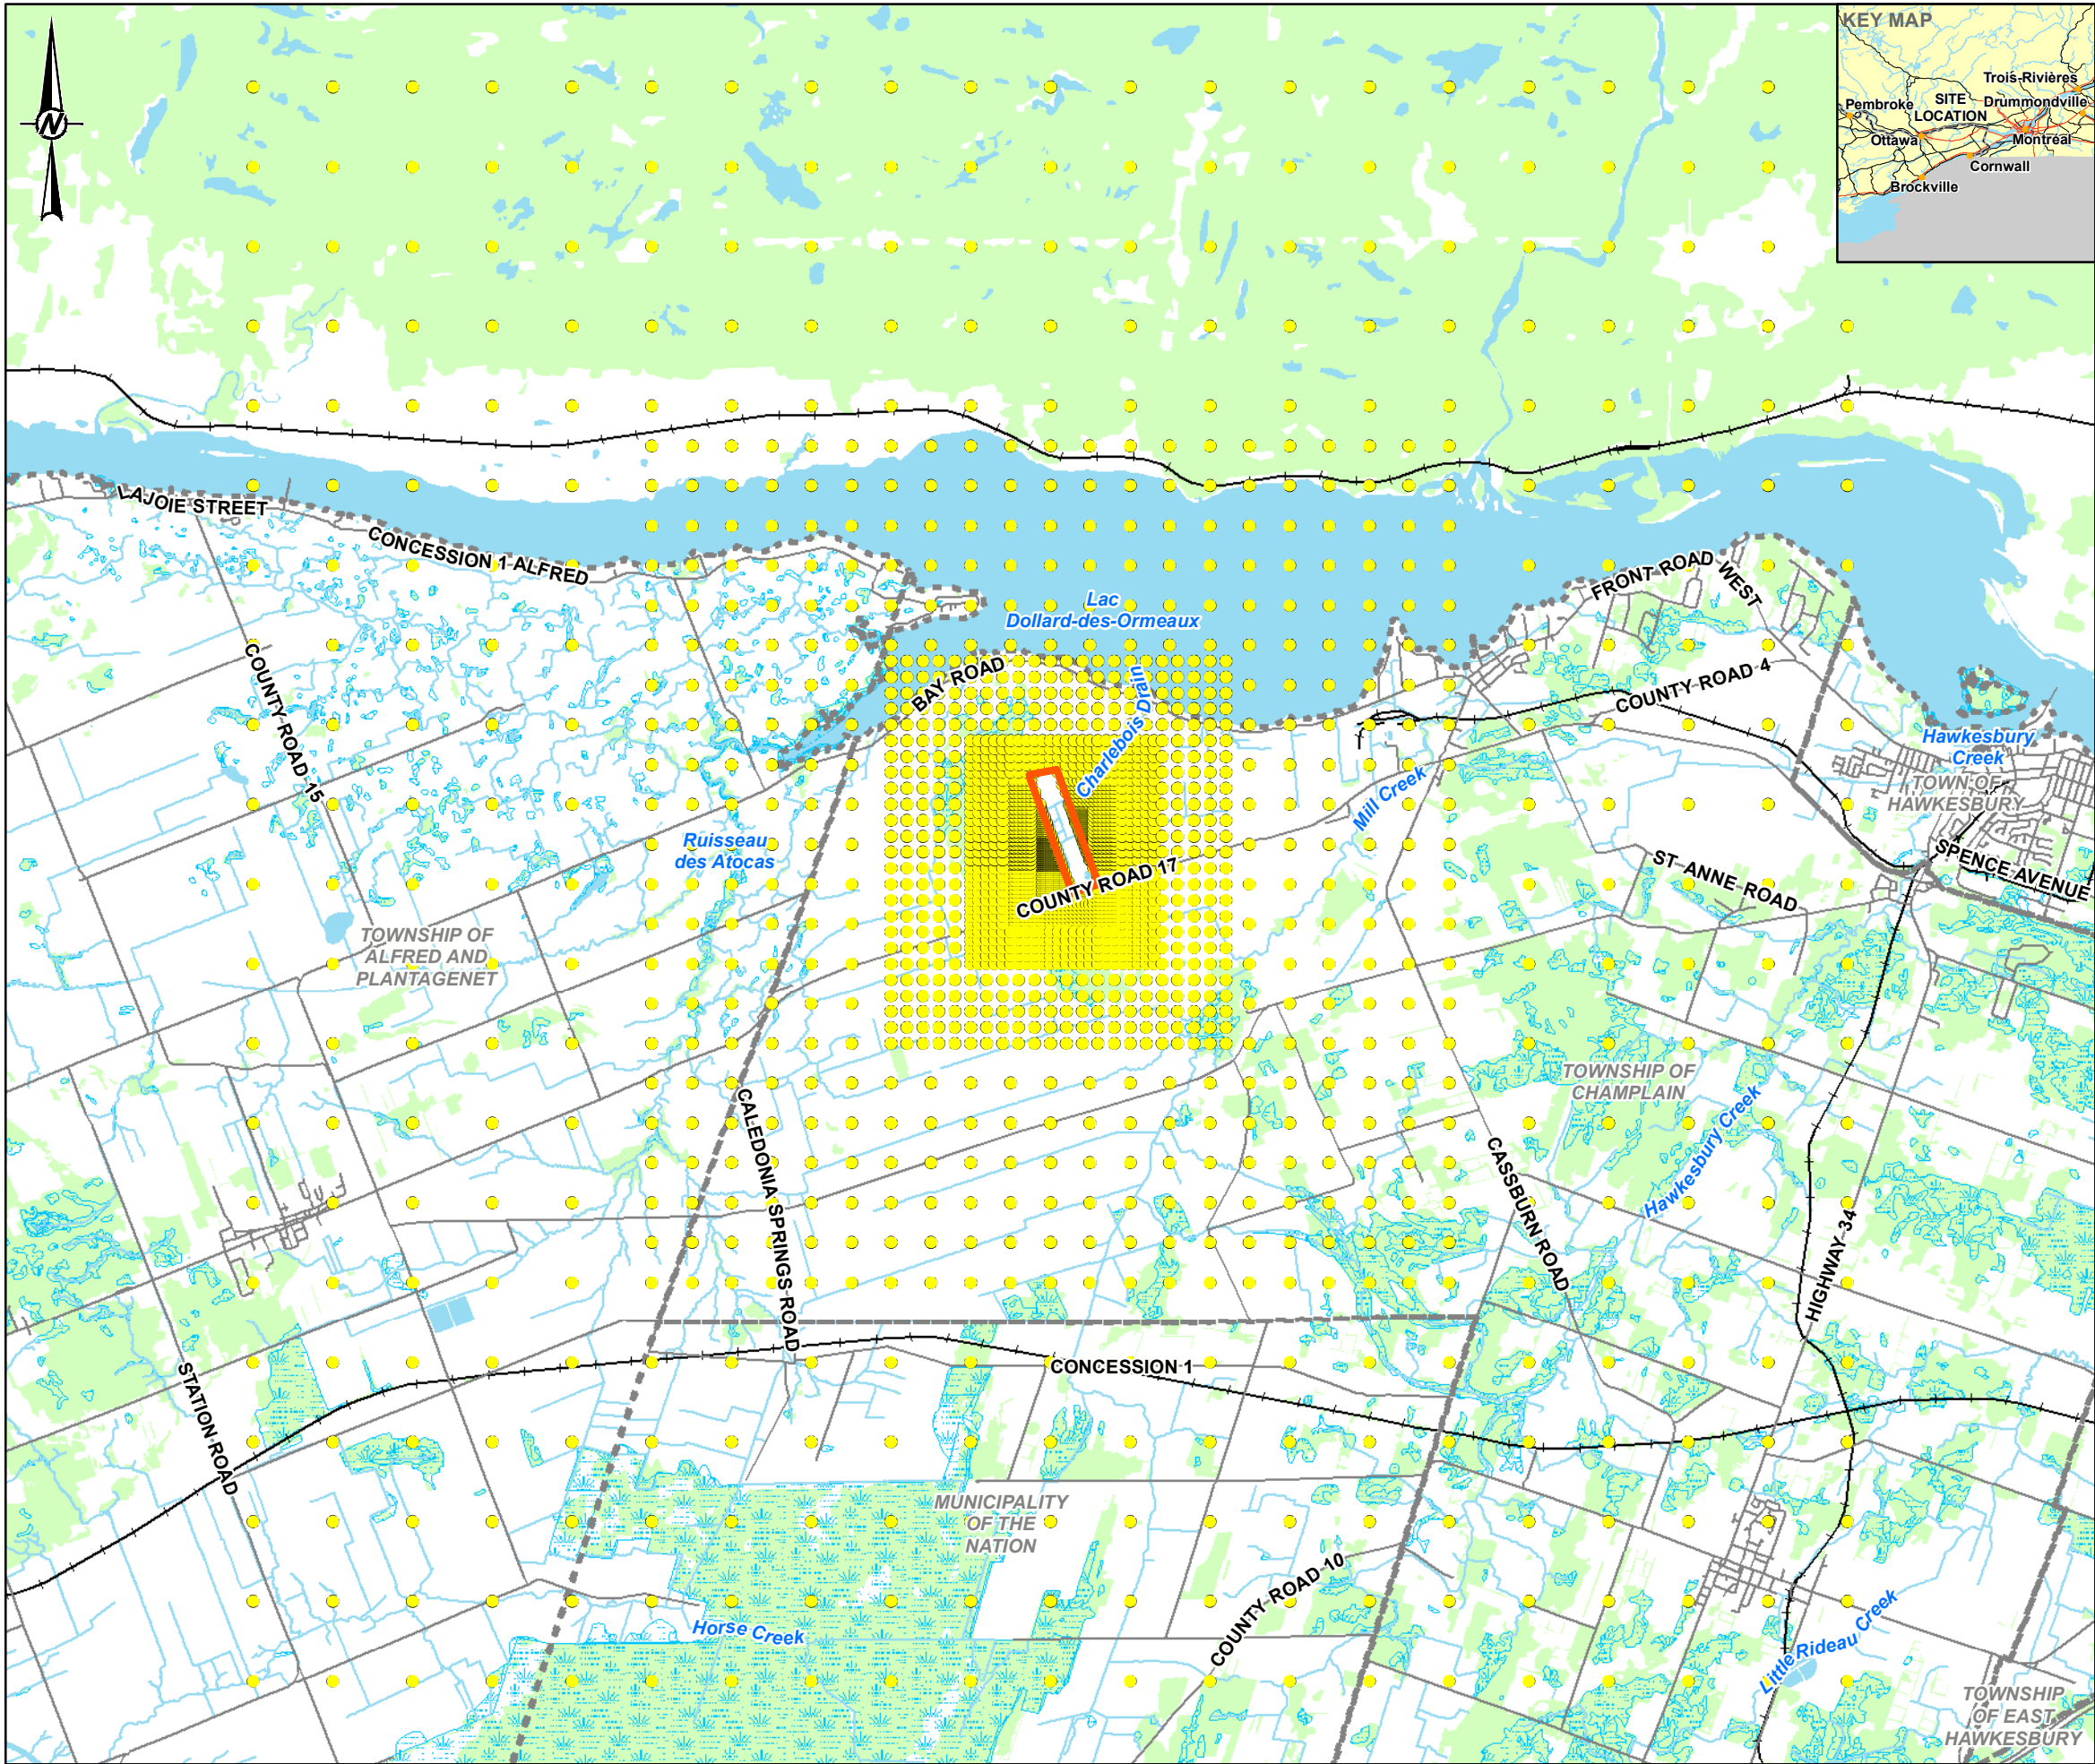 KEY MAP
Trois-Rivières
Pembroke
SITE
LOCATION
Drummondville
Ottawa
Montréal
Cornwall
Brockville
N
LAJOIE STREET
CONCESSION 1 ALFRED
FRONT ROAD WEST
Lac
Dollard-des-Ormeaux
COUNTY ROAD 15
BAY ROAD
Charlebois Drain
COUNTY ROAD 4
Hawkesbury
Creek
TOWN OF
HAWKESBURY
Mill Creek
Ruisseau
des Atocas
COUNTY ROAD 17
ST ANNE ROAD
SPENCE AVENUE
TOWNSHIP OF
ALFRED AND
PLANTAGENET
TOWNSHIP OF
CHAMPLAIN
CALEDONIA SPRINGS ROAD
CASSBURN ROAD
Hawkesbury Creek
HIGHWAY 34
STATION ROAD
CONCESSION 1
MUNICIPALITY
OF THE
NATION
COUNTY ROAD 10
Horse Creek
Little Rideau Creek
TOWNSHIP
OF EAST
HAWKESBURY